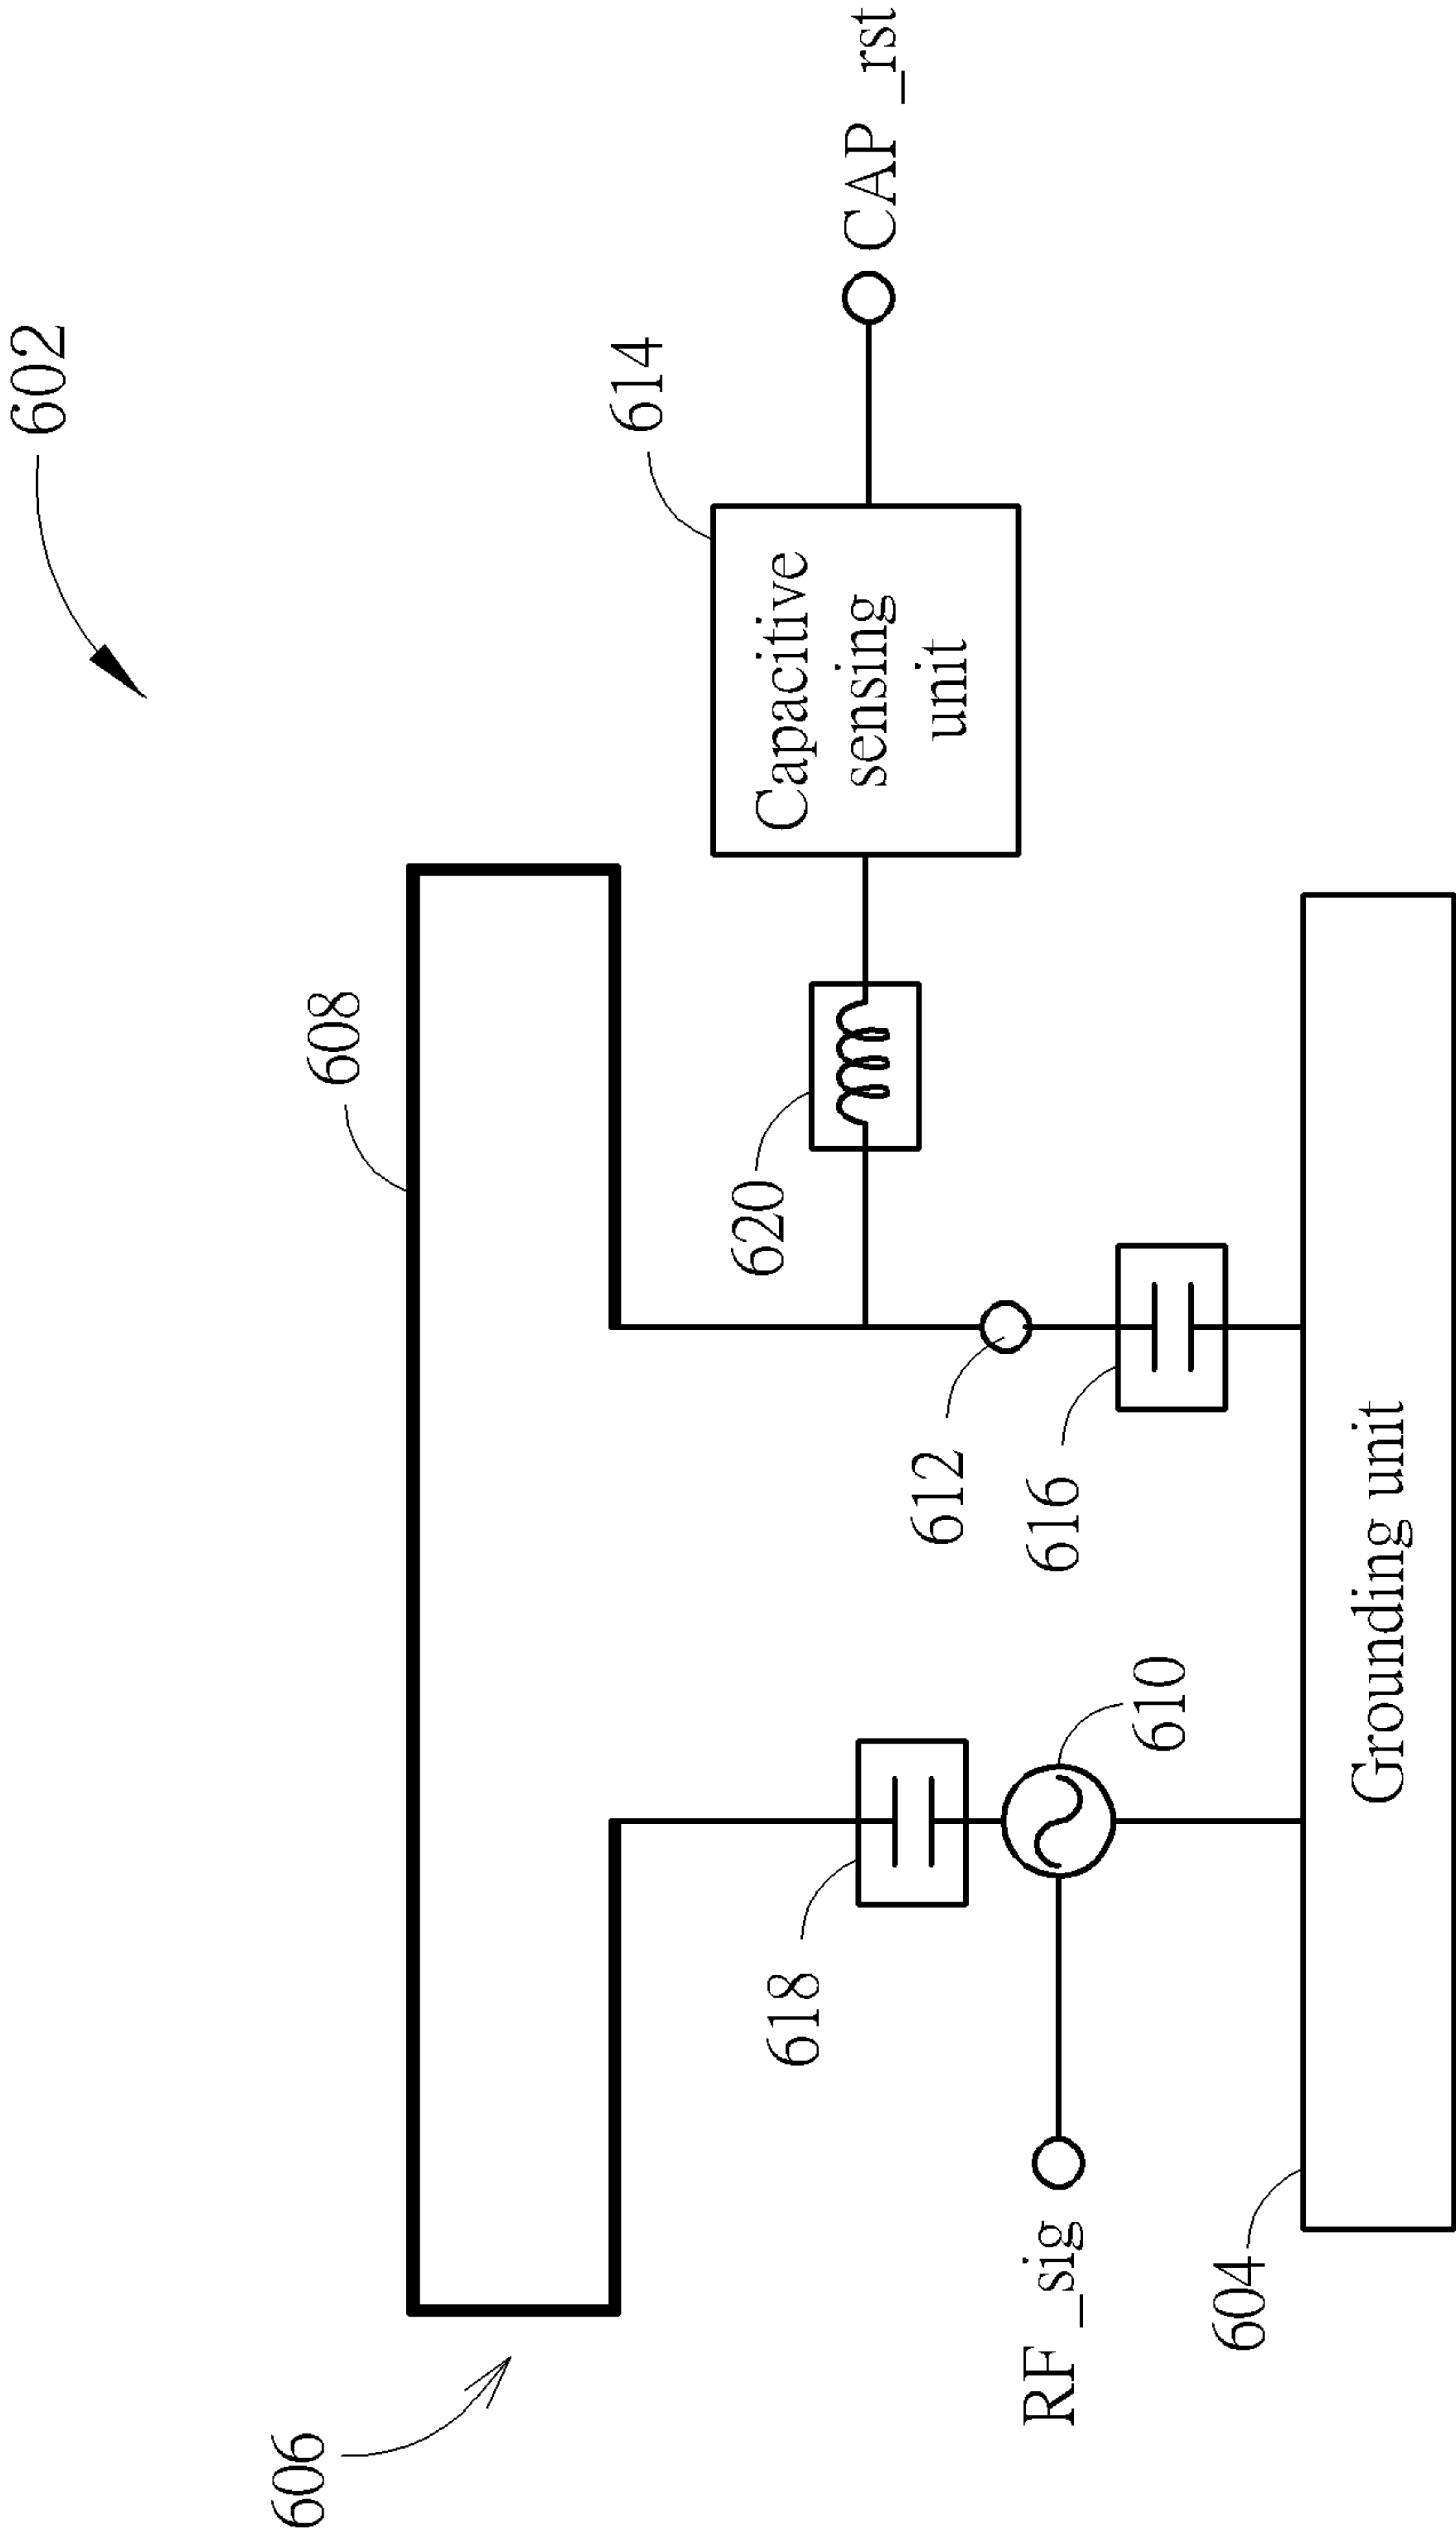 602
606
608
614
Capacitive
sensing
unit
CAP_rst
620
618
612
616
610
RF_sig
604
Grounding unit